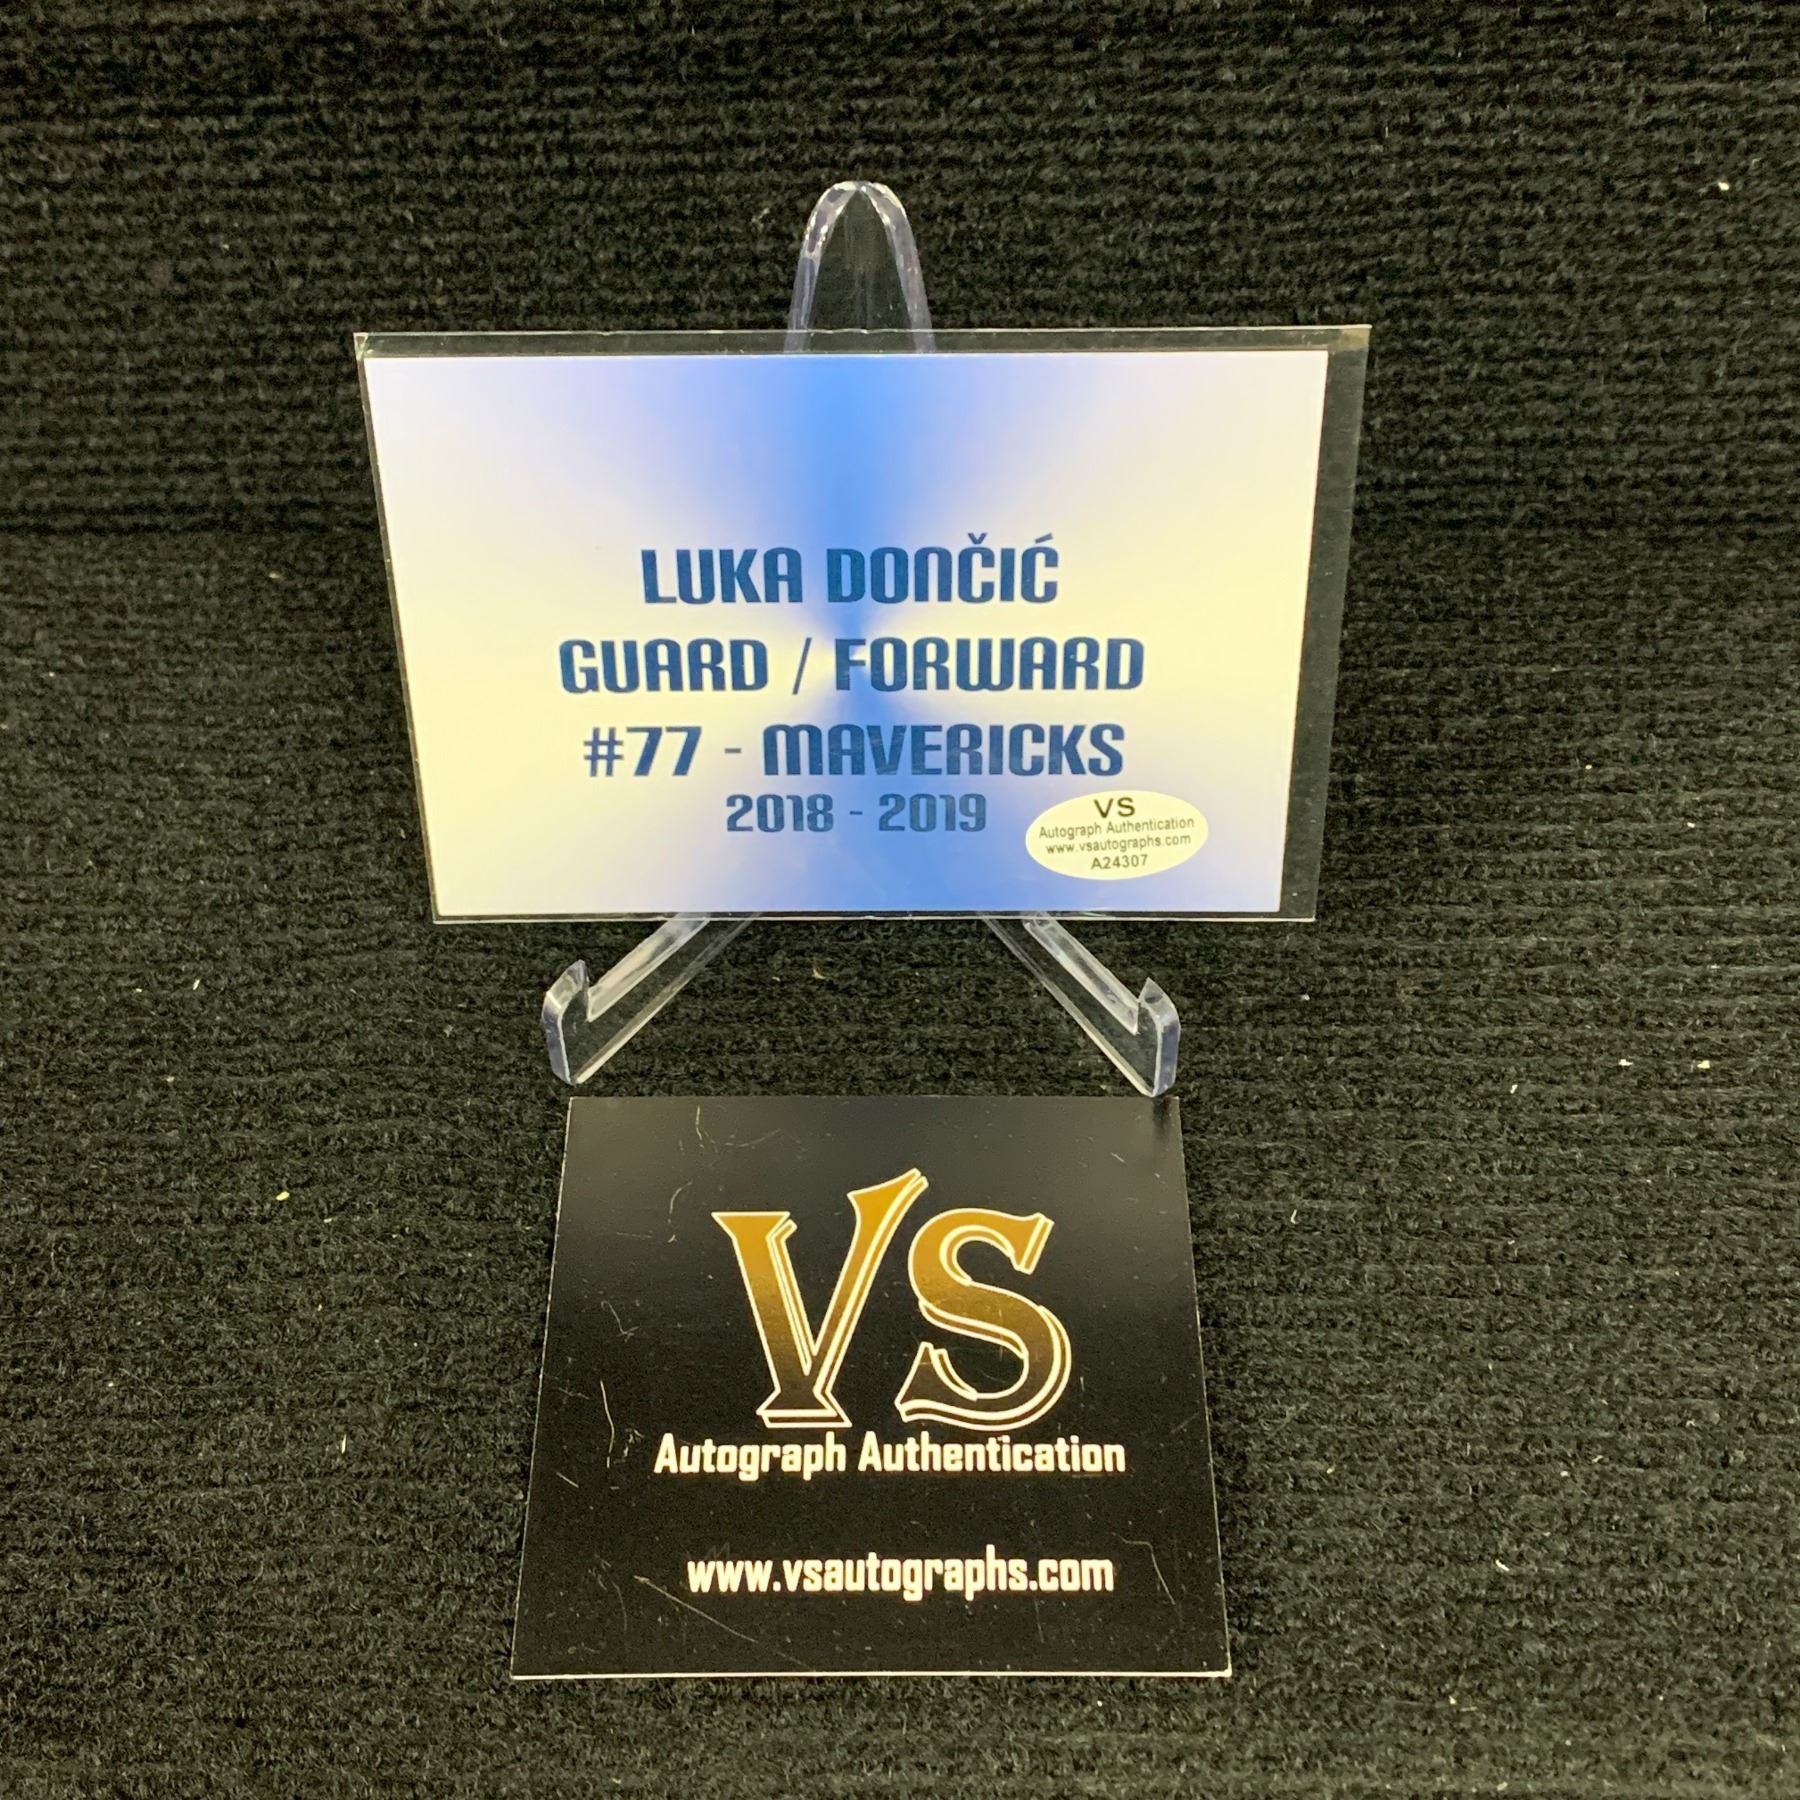 LUKA DONČIĆ
GUARD / FORWARD
#77 - MAVERICKS
2018 - 2019
VS
Autograph Authentication
www.vsautographs.com
A24307
VS
Autograph Authentication
www.vsautographs.com